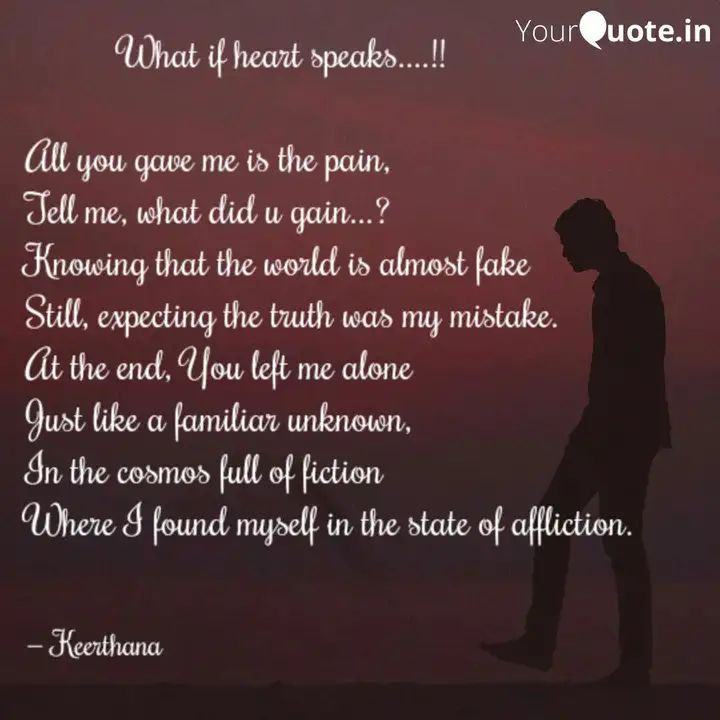 YourQuote.in
What if heart speaks....!!
All you gave me is the pain,
Tell me, what did u gain...?
Knowing that the world is almost fake
Still, expecting the truth was my mistake.
At the end, You left me alone
Just like a familiar unknown,
In the cosmos full of fiction
Where I found myself in the state of affliction.
– Keerthana